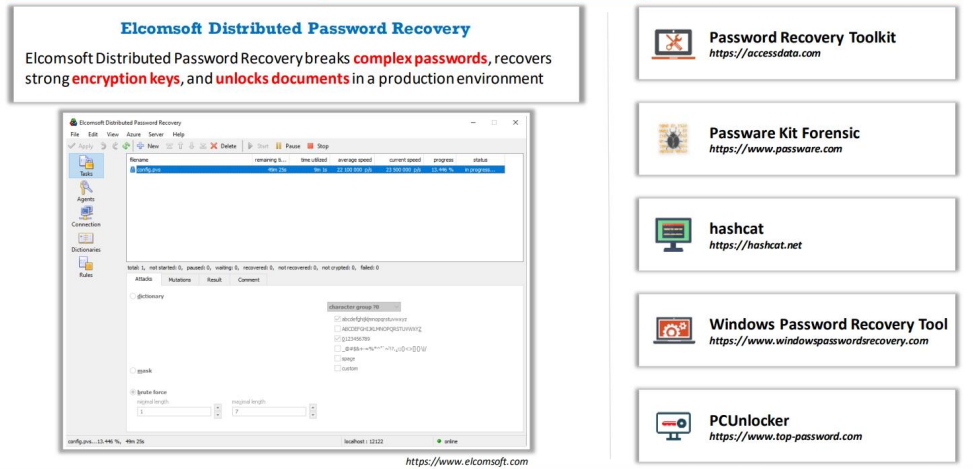 Elcomsoft Distributed Password Recovery
Elcomsoft Distributed Password Recovery breaks complex passwords, recovers
strong encryption keys, and unlocks documents in a production environment
Elcomsoft Distributed Password Recovery
File Edit View Azure Server Help
Apply New Delete Start Pause Stop
Tasks
Agents
Connection
Dictionaries
Rules
filename remaining ti... time utilized average speed current speed progress status
config.pvs 49m 25s 9m 1s 22 100 000 p/s 23 500 000 p/s 13.446 % in progress...
total: 1, not started: 0, paused: 0, waiting: 0, recovered: 0, not recovered: 0, not crypted: 0, failed: 0
Attacks Mutations Result Comment
dictionary
character group ?0
abcdefghijklmnopqrstuvwxyz
ABCDEFGHIJKLMNOPQRSTUVWXYZ
0123456789
space
custom
mask
brute force
minimal length maximal length
1 7
config.pvs...13.446 %, 49m 25s localhost : 12122 online
https://www.elcomsoft.com
Password Recovery Toolkit
https://accessdata.com
Passware Kit Forensic
https://www.passware.com
hashcat
https://hashcat.net
Windows Password Recovery Tool
https://www.windowspasswordsrecovery.com
PCUnlocker
https://www.top-password.com